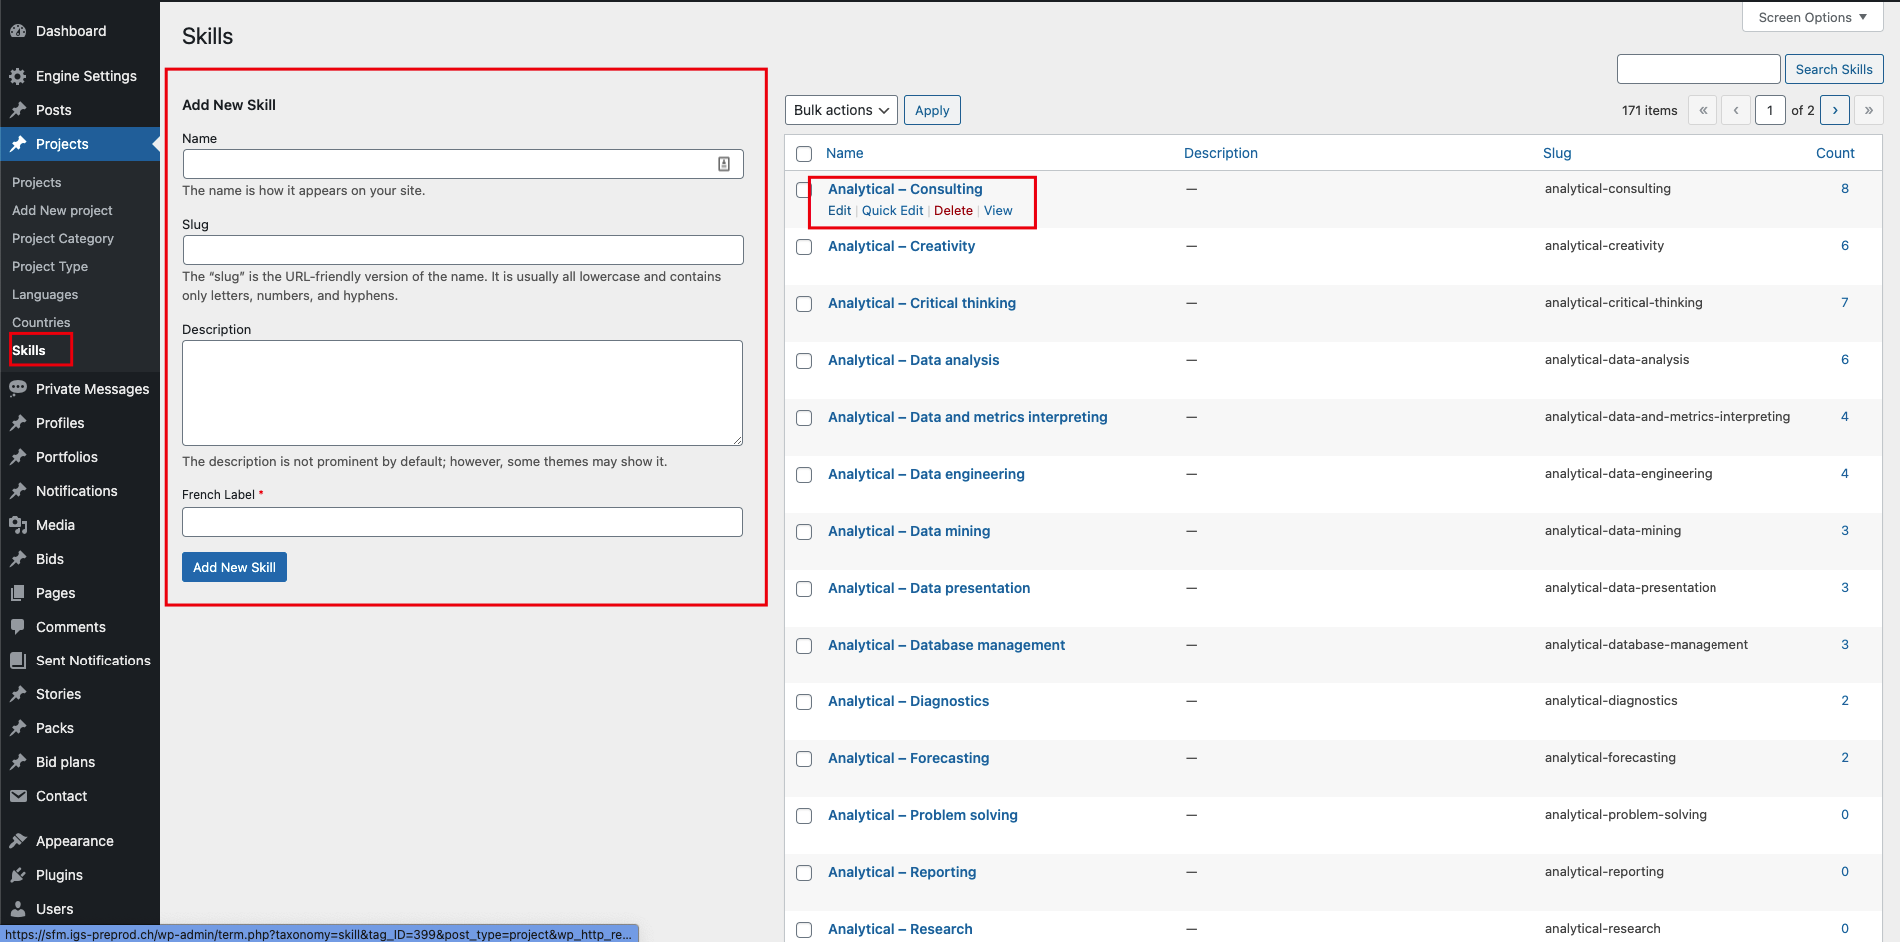 Dashboard
Engine Settings
Posts
Projects
Projects
Add New project
Project Category
Project Type
Languages
Countries
Skills
Private Messages
Profiles
Portfolios
Notifications
Media
Bids
Pages
Comments
Sent Notifications
Stories
Packs
Bid plans
Contact
Appearance
Plugins
Users
https://sfm.igs-preprod.ch/wp-admin/term.php?taxonomy=skill&tag_ID=399&post_type=project&wp_http_re...
Skills
Screen Options ▼
Add New Skill
Name
The name is how it appears on your site.
Slug
The “slug” is the URL-friendly version of the name. It is usually all lowercase and contains
only letters, numbers, and hyphens.
Description
The description is not prominent by default; however, some themes may show it.
French Label *
Add New Skill
Search Skills
Bulk actions Apply 171 items « ‹ 1 of 2 › »
Name Description Slug Count
Analytical – Consulting — analytical-consulting 8
Edit | Quick Edit | Delete | View
Analytical – Creativity — analytical-creativity 6
Analytical – Critical thinking — analytical-critical-thinking 7
Analytical – Data analysis — analytical-data-analysis 6
Analytical – Data and metrics interpreting — analytical-data-and-metrics-interpreting 4
Analytical – Data engineering — analytical-data-engineering 4
Analytical – Data mining — analytical-data-mining 3
Analytical – Data presentation — analytical-data-presentation 3
Analytical – Database management — analytical-database-management 3
Analytical – Diagnostics — analytical-diagnostics 2
Analytical – Forecasting — analytical-forecasting 2
Analytical – Problem solving — analytical-problem-solving 0
Analytical – Reporting — analytical-reporting 0
Analytical – Research — analytical-research 0